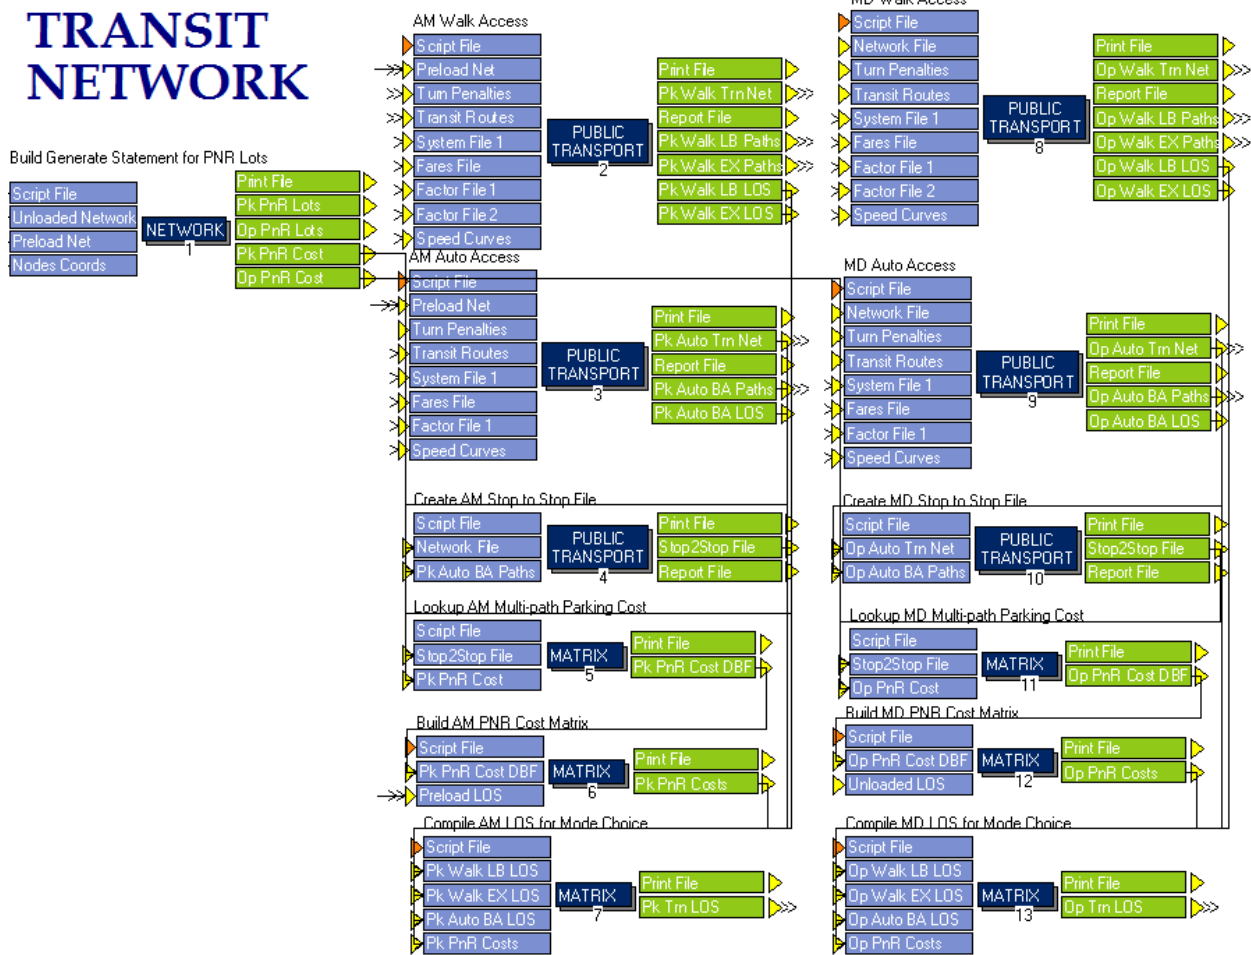 TRANSIT
NETWORK
Build Generate Statement for PNR Lots
Script File
Unloaded Network
Preload Net
Nodes Coords
NETWORK
1
Print File
Pk PnR Lots
Op PnR Lots
Pk PnR Cost
Op PnR Cost
AM Walk Access
Script File
Preload Net
Turn Penalties
Transit Routes
System File 1
Fares File
Factor File 1
Factor File 2
Speed Curves
PUBLIC
TRANSPORT
2
Print File
Pk Walk Trn Net
Report File
Pk Walk LB Paths
Pk Walk EX Paths
Pk Walk LB LOS
Pk Walk EX LOS
AM Auto Access
Script File
Preload Net
Turn Penalties
Transit Routes
System File 1
Fares File
Factor File 1
Speed Curves
PUBLIC
TRANSPORT
3
Print File
Pk Auto Trn Net
Report File
Pk Auto BA Paths
Pk Auto BA LOS
Create AM Stop to Stop File
Script File
Network File
Pk Auto BA Paths
PUBLIC
TRANSPORT
4
Print File
Stop2Stop File
Report File
Lookup AM Multi-path Parking Cost
Script File
Stop2Stop File
Pk PnR Cost
MATRIX
5
Print File
Pk PnR Cost DBF
Build AM PNR Cost Matrix
Script File
Pk PnR Cost DBF
Preload LOS
MATRIX
6
Print File
Pk PnR Costs
Compile AM LOS for Mode Choice
Script File
Pk Walk LB LOS
Pk Walk EX LOS
Pk Auto BA LOS
Pk PnR Costs
MATRIX
7
Print File
Pk Trn LOS
MD Walk Access
Script File
Network File
Turn Penalties
Transit Routes
System File 1
Fares File
Factor File 1
Factor File 2
Speed Curves
PUBLIC
TRANSPORT
8
Print File
Op Walk Trn Net
Report File
Op Walk LB Paths
Op Walk EX Paths
Op Walk LB LOS
Op Walk EX LOS
MD Auto Access
Script File
Network File
Turn Penalties
Transit Routes
System File 1
Fares File
Factor File 1
Speed Curves
PUBLIC
TRANSPORT
9
Print File
Op Auto Trn Net
Report File
Op Auto BA Paths
Op Auto BA LOS
Create MD Stop to Stop File
Script File
Op Auto Trn Net
Op Auto BA Paths
PUBLIC
TRANSPORT
10
Print File
Stop2Stop File
Report File
Lookup MD Multi-path Parking Cost
Script File
Stop2Stop File
Op PnR Cost
MATRIX
11
Print File
Op PnR Cost DBF
Build MD PNR Cost Matrix
Script File
Op PnR Cost DBF
Unloaded LOS
MATRIX
12
Print File
Op PnR Costs
Compile MD LOS for Mode Choice
Script File
Op Walk LB LOS
Op Walk EX LOS
Op Auto BA LOS
Op PnR Costs
MATRIX
13
Print File
Op Trn LOS